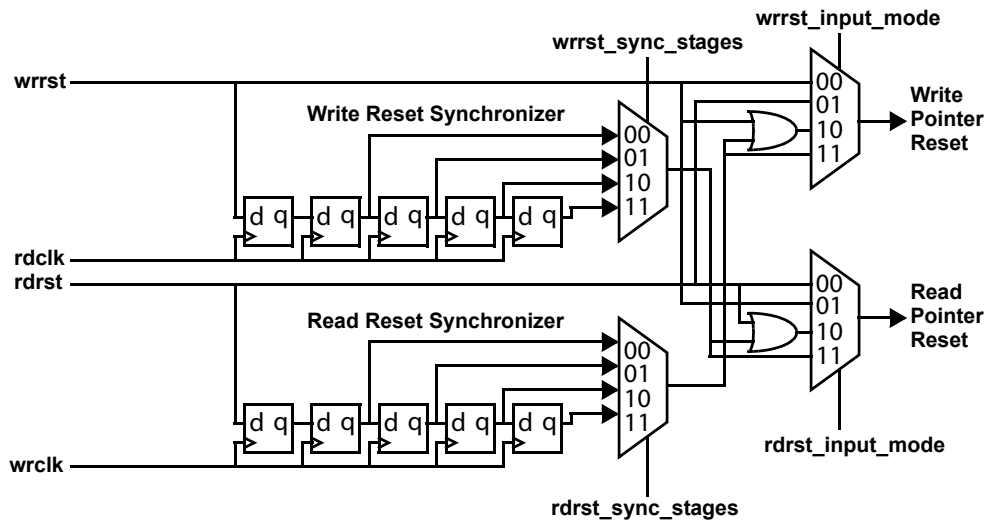 wrrst_input_mode
wrrst_sync_stages
wrrst
00
01
10
11
Write
Pointer
Reset
Write Reset Synchronizer
00
01
10
11
d q
d q
d q
d q
d q
rdclk
rdrst
00
01
10
11
Read
Pointer
Reset
Read Reset Synchronizer
00
01
10
11
d q
d q
d q
d q
d q
wrclk
rdrst_input_mode
rdrst_sync_stages